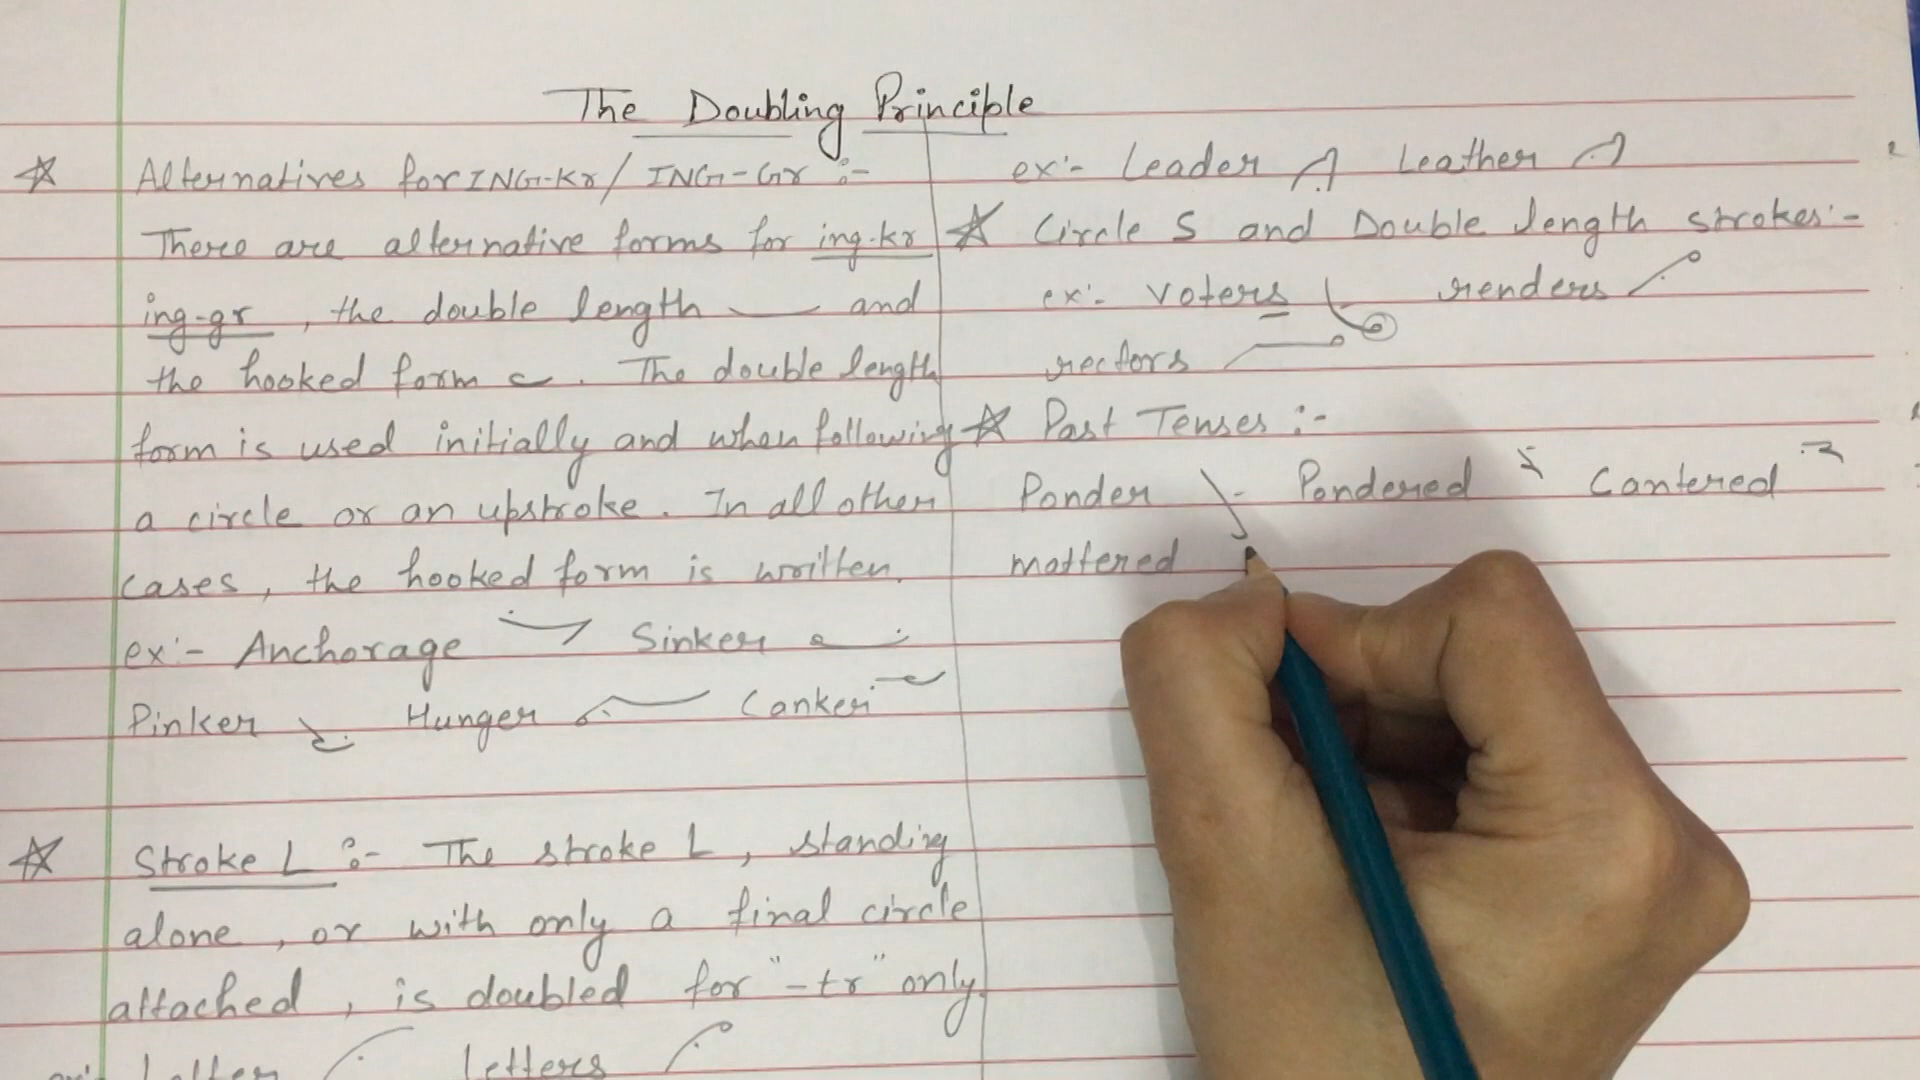 The Doubling Principle
Alternatives for ING-Kr/ ING-Gr :-
There are alternative forms for ing-kr
ing-gr, the double length and
the hooked form . The double length
form is used initially and when following
a circle or an upstroke. In all other
cases, the hooked form is written.
ex:- Anchorage Sinker
Pinker Hunger Canker
Stroke L :- The stroke L, standing
alone, or with only a final circle
attached, is doubled for "-tr" only.
letters
ex:- Leader Leather
Circle S and Double length strokes:-
ex:- voters renders
rectors
Past Tenses :-
Ponder - Pondered Cantered
mattered